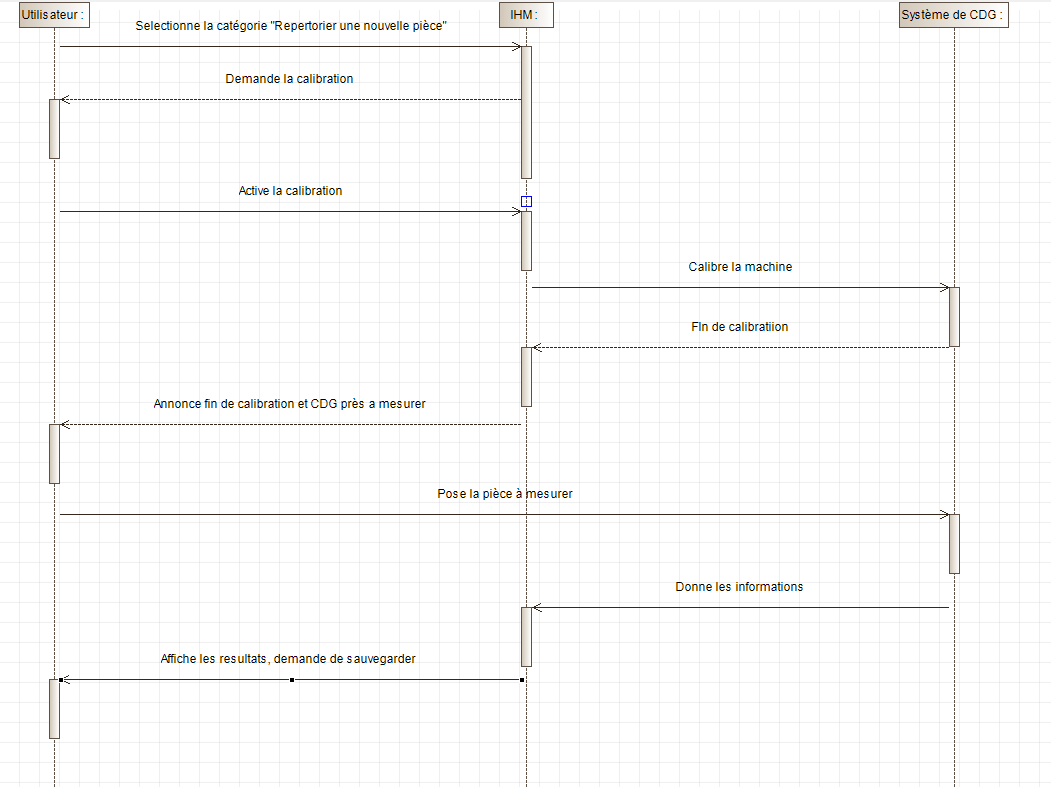 Utilisateur :
IHM :
Système de CDG :
Selectionne la catégorie "Repertorier une nouvelle pièce"
Demande la calibration
Active la calibration
Calibre la machine
FIn de calibratiion
Annonce fin de calibration et CDG près a mesurer
Pose la pièce à mesurer
Donne les informations
Affiche les resultats, demande de sauvegarder